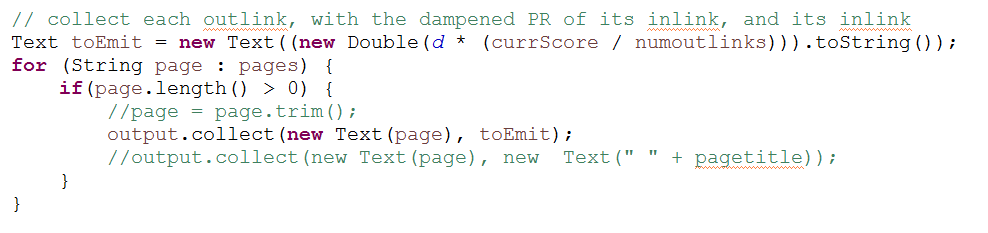 // collect each outlink, with the dampened PR of its inlink, and its inlink
Text toEmit = new Text((new Double(d * (currScore / numoutlinks))).toString());
for (String page : pages) {
    if(page.length() > 0) {
        //page = page.trim();
        output.collect(new Text(page), toEmit);
        //output.collect(new Text(page), new  Text(" " + pagetitle));
    }
}